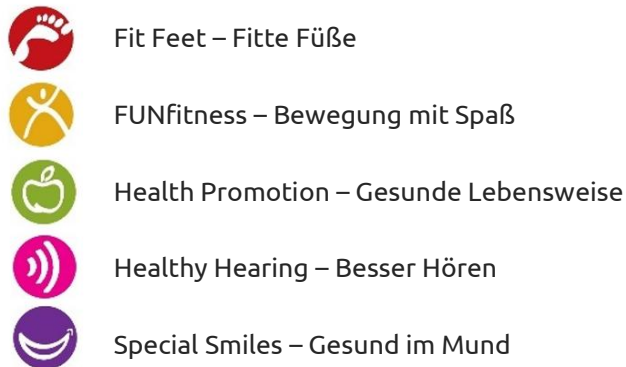 Fit Feet – Fitte Füße
FUNfitness – Bewegung mit Spaß
Health Promotion – Gesunde Lebensweise
Healthy Hearing – Besser Hören
Special Smiles – Gesund im Mund